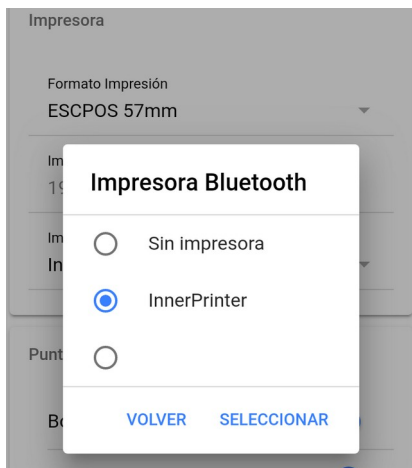 Impresora
Formato Impresión
ESCPOS 57mm
Impresora Bluetooth
Sin impresora
InnerPrinter
VOLVER
SELECCIONAR